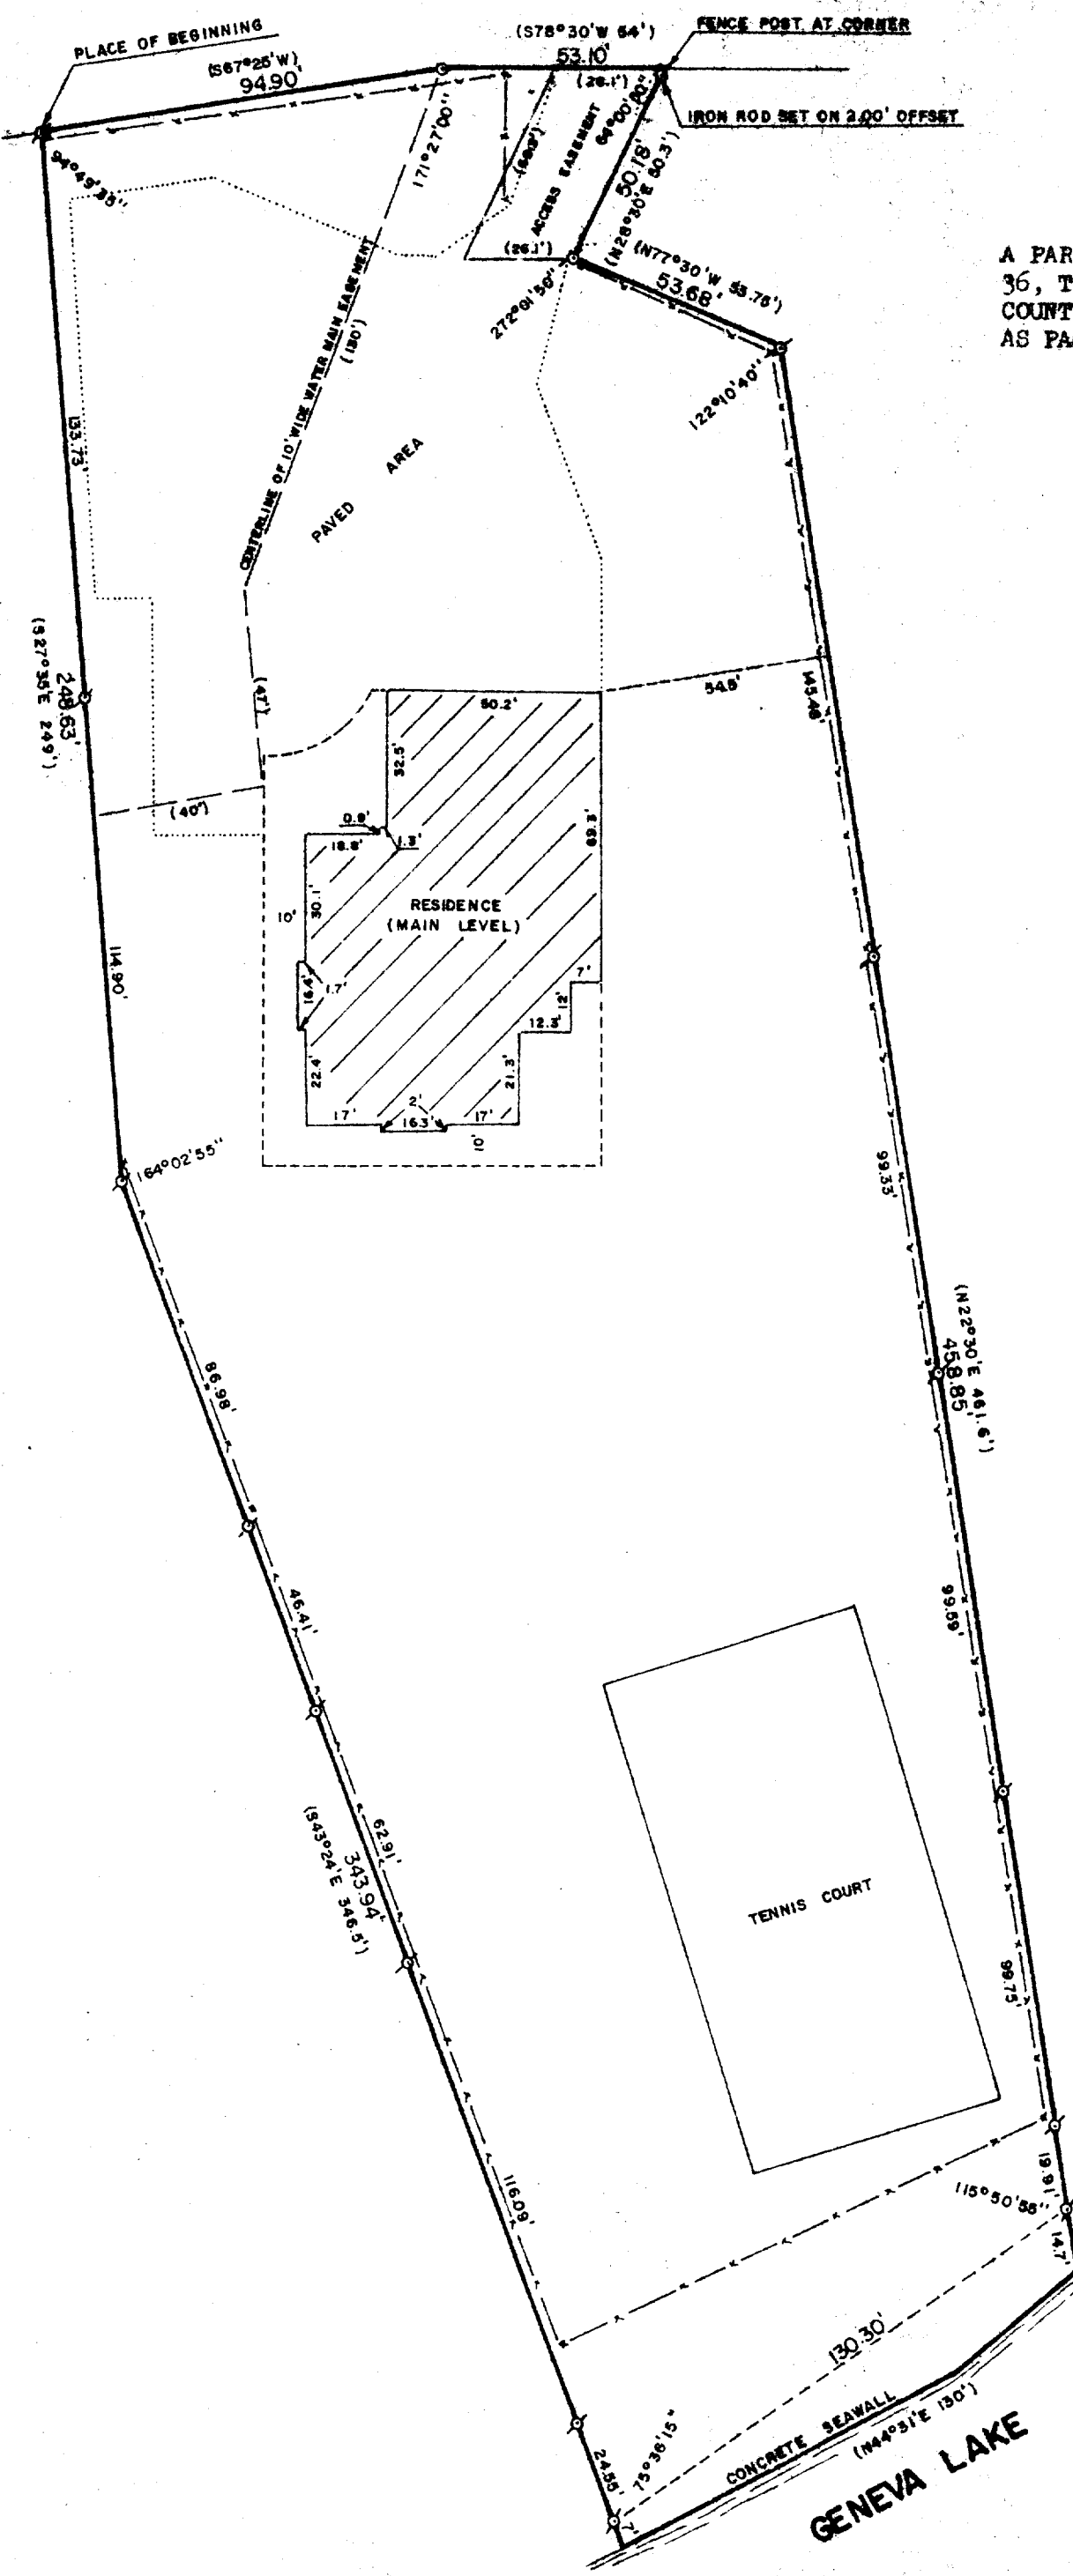 PLACE OF BEGINNING
(S67°25'W)
94.90'
(S78°30'W 54')
53.10'
FENCE POST AT CORNER
(26.1')
IRON ROD SET ON 2.00' OFFSET
94°49'35"
171°27'00"
ACCESS EASEMENT
50.18'
(N28°30'E 50.3')
(26.1')
(N77°30'W 53.75')
53.68'
272°01'50"
122°10'40"
A PAR
36, T
COUNT
AS PA
CENTERLINE OF 10' WIDE WATER MAIN EASEMENT
(130')
PAVED AREA
133.73'
248.63'
(S27°35'E 249')
(47')
(40')
54.5'
145.46'
50.2'
32.5'
0.9'
1.3'
18.8'
69.3'
30.1'
10'
RESIDENCE
(MAIN LEVEL)
16.4'
1.7'
7'
12'
12.3'
22.4'
21.3'
17'
2'
16.3'
17'
10'
114.90'
164°02'55"
99.33'
(N22°30'E 461.6')
458.85'
86.98'
46.41'
99.59'
62.91'
343.94'
(S43°24'E 346.5')
TENNIS COURT
99.75'
116.09'
19.91'
115°50'55"
14.7'
130.30'
24.55'
75°36'15"
7'
CONCRETE SEAWALL
(N44°31'E 130')
GENEVA LAKE